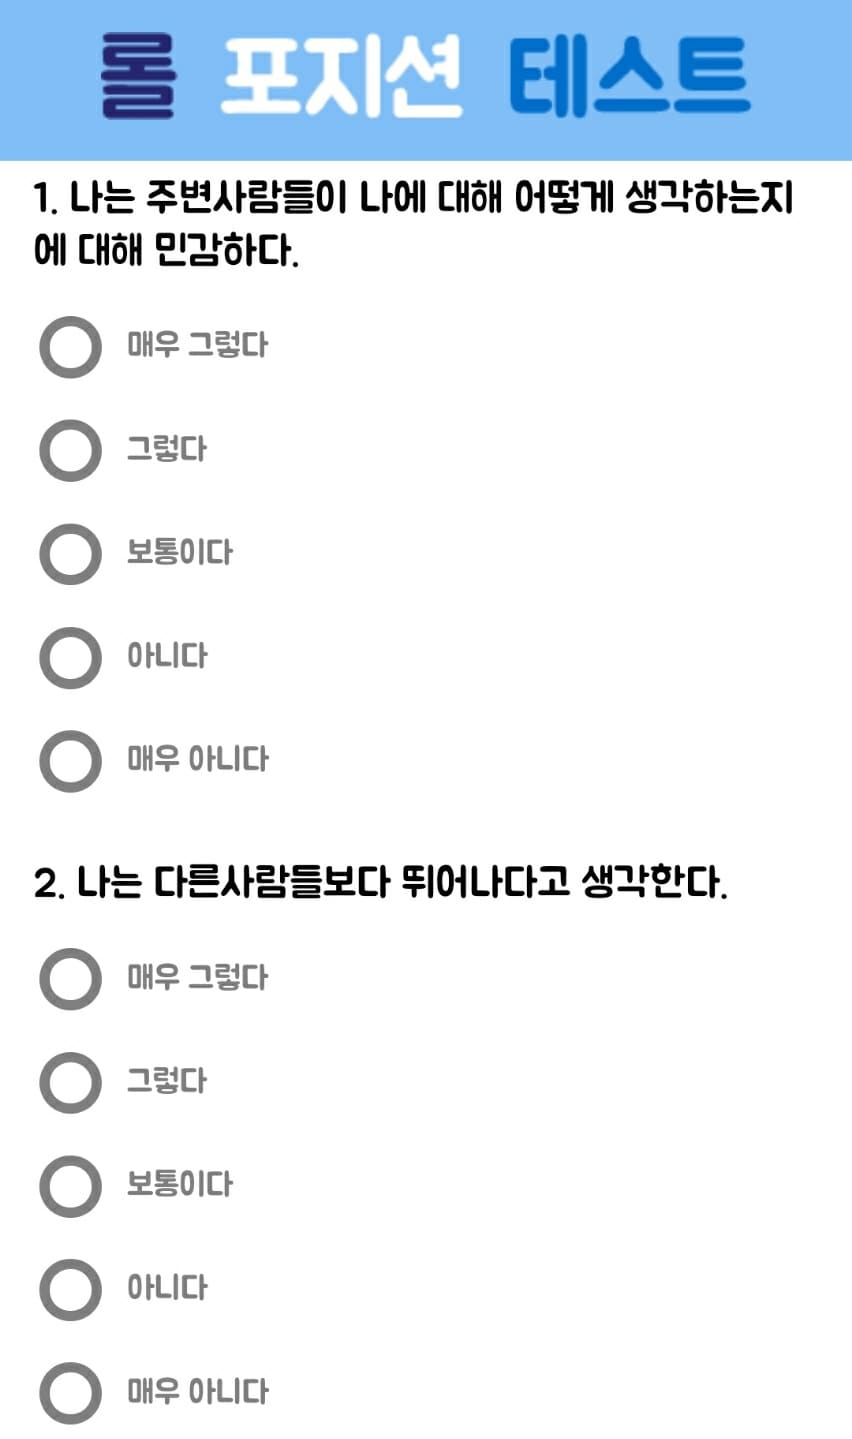 롤 포지션 테스트
1. 나는 주변사람들이 나에 대해 어떻게 생각하는지
에 대해 민감하다.
매우 그렇다
그렇다
보통이다
아니다
매우 아니다
2. 나는 다른사람들보다 뛰어나다고 생각한다.
매우 그렇다
그렇다
보통이다
아니다
매우 아니다